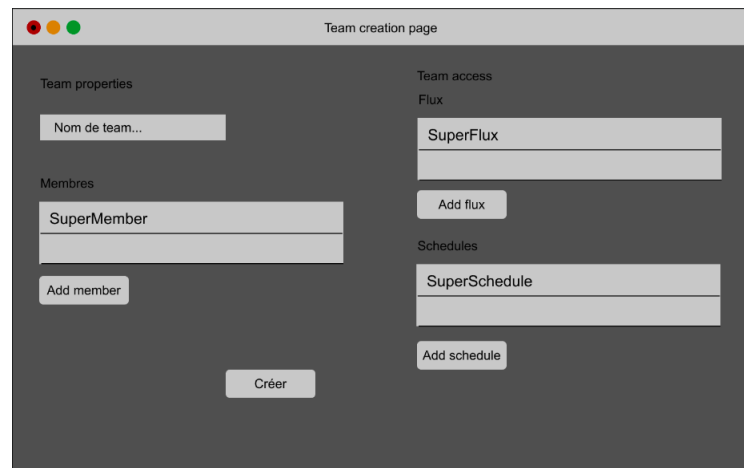 Team creation page
Team properties
Nom de team...
Membres
SuperMember
Add member
Créer
Team access
Flux
SuperFlux
Add flux
Schedules
SuperSchedule
Add schedule